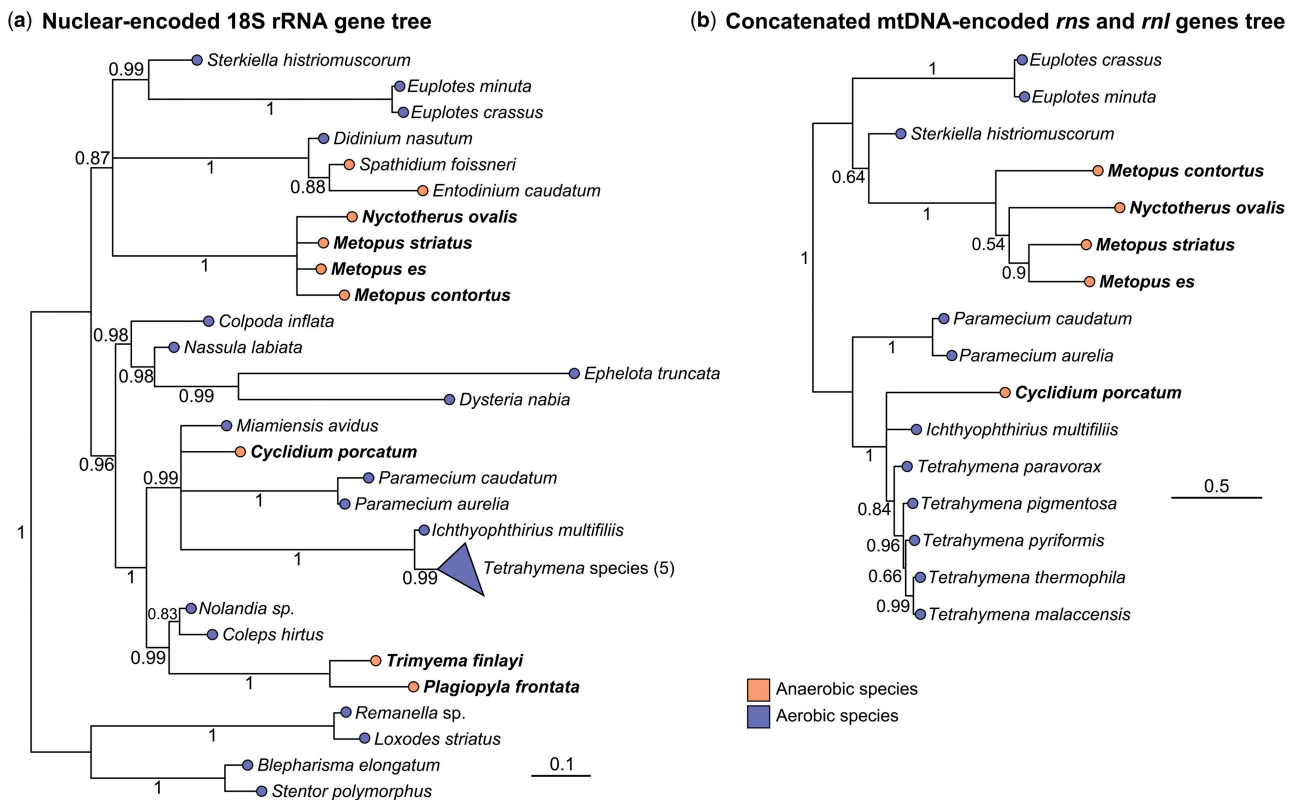 (a) Nuclear-encoded 18S rRNA gene tree
0.99
Sterkiella histriomuscorum
Euplotes minuta
1
Euplotes crassus
Didinium nasutum
0.87
1
Spathidium foissneri
0.88
Entodinium caudatum
Nyctotherus ovalis
Metopus striatus
1
Metopus es
Metopus contortus
Colpoda inflata
0.98
Nassula labiata
0.98
Ephelota truncata
0.99
Dysteria nabia
Miamiensis avidus
Cyclidium porcatum
0.96
0.99
Paramecium caudatum
1
Paramecium aurelia
1
Ichthyophthirius multifiliis
1
0.99
Tetrahymena species (5)
1
Nolandia sp.
0.83
Coleps hirtus
0.99
Trimyema finlayi
1
Plagiopyla frontata
Remanella sp.
1
Loxodes striatus
Blepharisma elongatum
1
Stentor polymorphus
0.1
(b) Concatenated mtDNA-encoded rns and rnl genes tree
1
Euplotes crassus
Euplotes minuta
Sterkiella histriomuscorum
0.64
Metopus contortus
1
Nyctotherus ovalis
0.54
Metopus striatus
1
0.9
Metopus es
Paramecium caudatum
1
Paramecium aurelia
Cyclidium porcatum
Ichthyophthirius multifiliis
1
Tetrahymena paravorax
0.84
Tetrahymena pigmentosa
0.96
Tetrahymena pyriformis
0.66
Tetrahymena thermophila
0.99
Tetrahymena malaccensis
0.5
Anaerobic species
Aerobic species